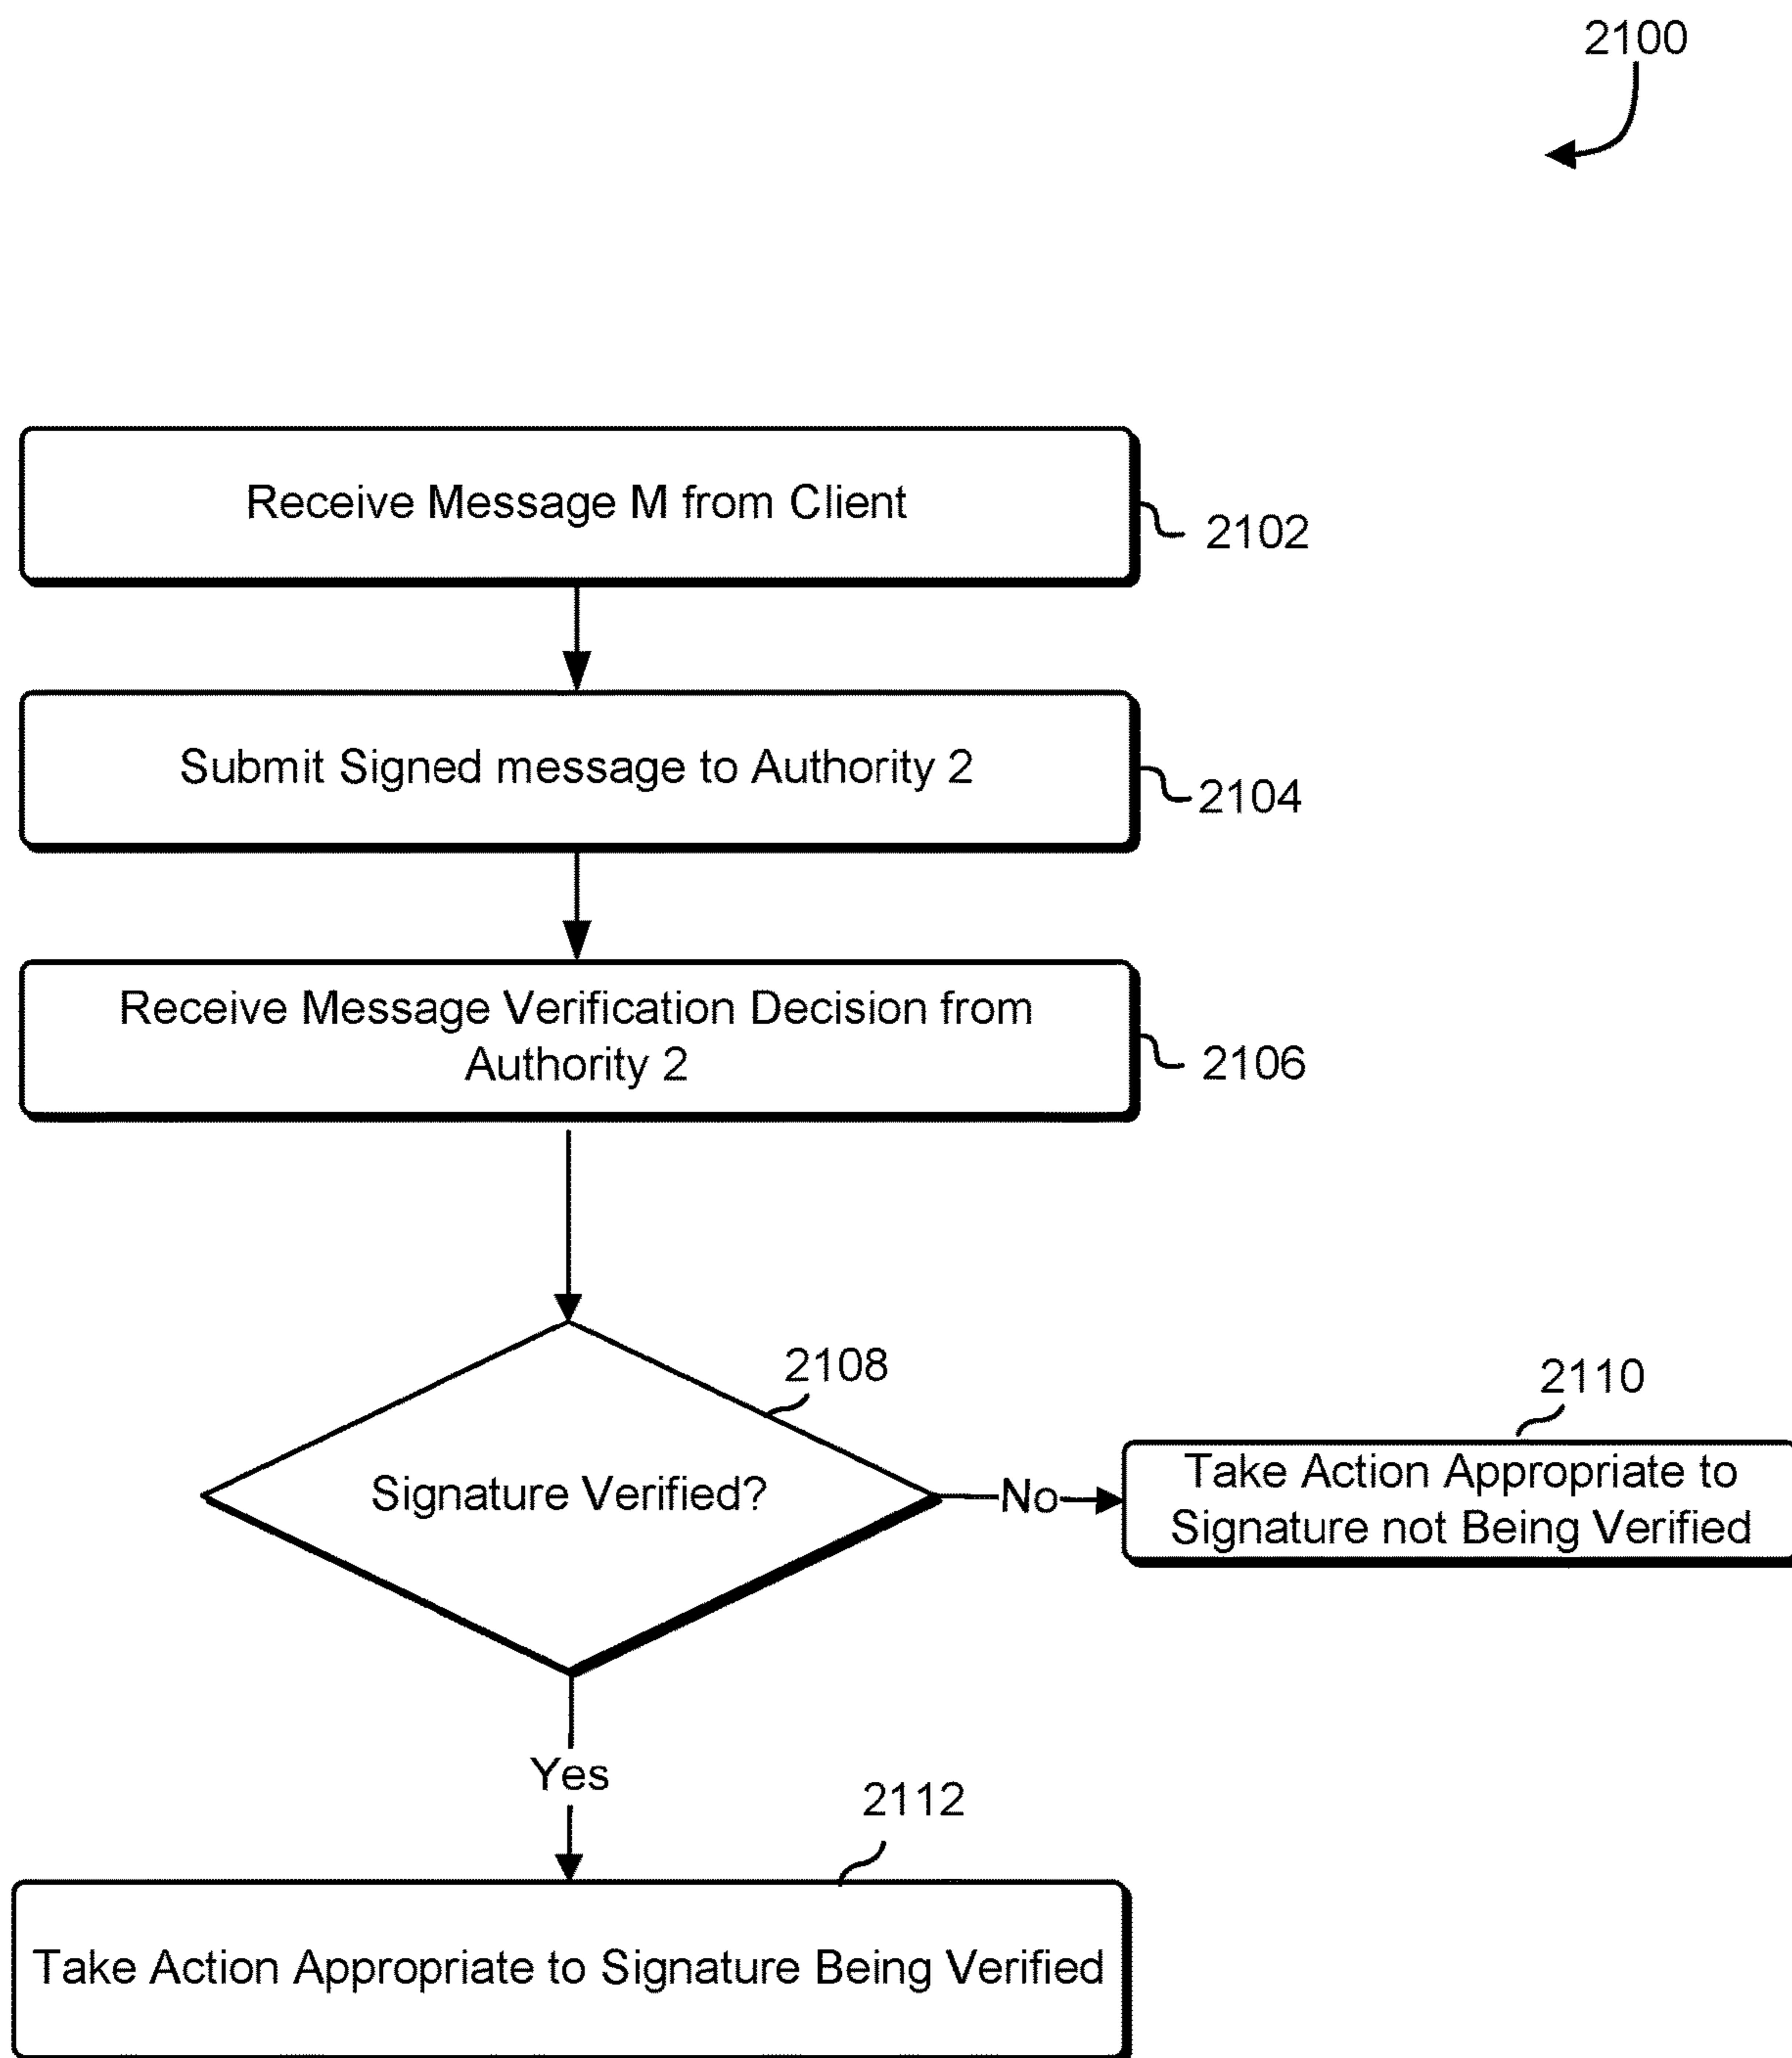 2100
Receive Message M from Client
2102
Submit Signed message to Authority 2
2104
Receive Message Verification Decision from
Authority 2
2106
2108
Signature Verified?
No
2110
Take Action Appropriate to
Signature not Being Verified
Yes
2112
Take Action Appropriate to Signature Being Verified